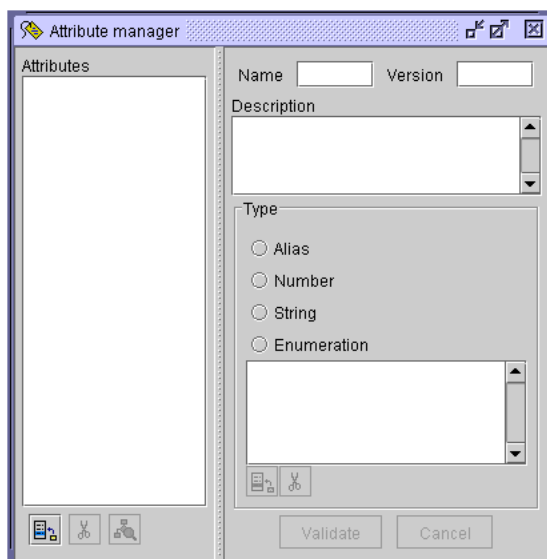 Attribute manager
Attributes
Name Version
Description
Type
Alias
Number
String
Enumeration
Validate Cancel